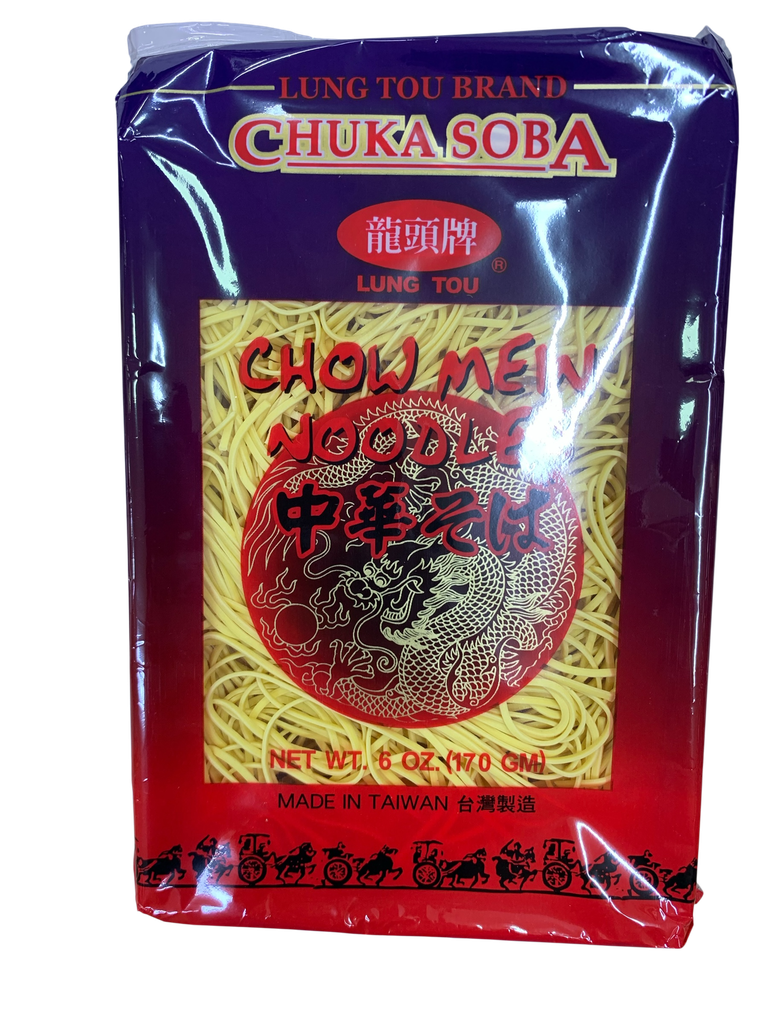 LUNG TOU BRAND
CHUKA SOBA
龍頭牌
®
LUNG TOU
CHOW MEIN
NOODLES
中華そば
NET WT. 6 OZ. (170 GM)
MADE IN TAIWAN 台灣製造